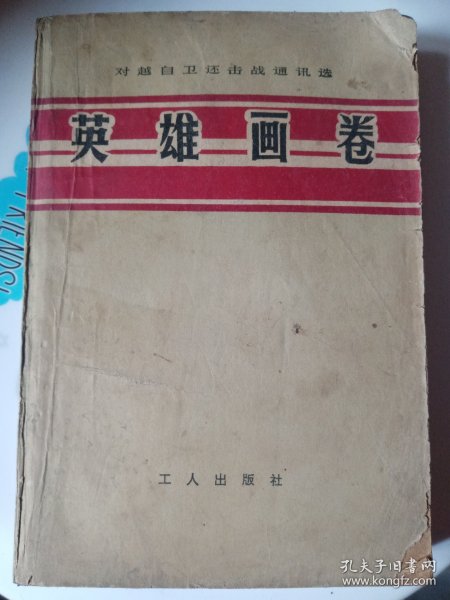 对越自卫还击战通讯选
英雄画卷
工人出版社
FRIENDS!
孔夫子旧书网
www.kongfz.com